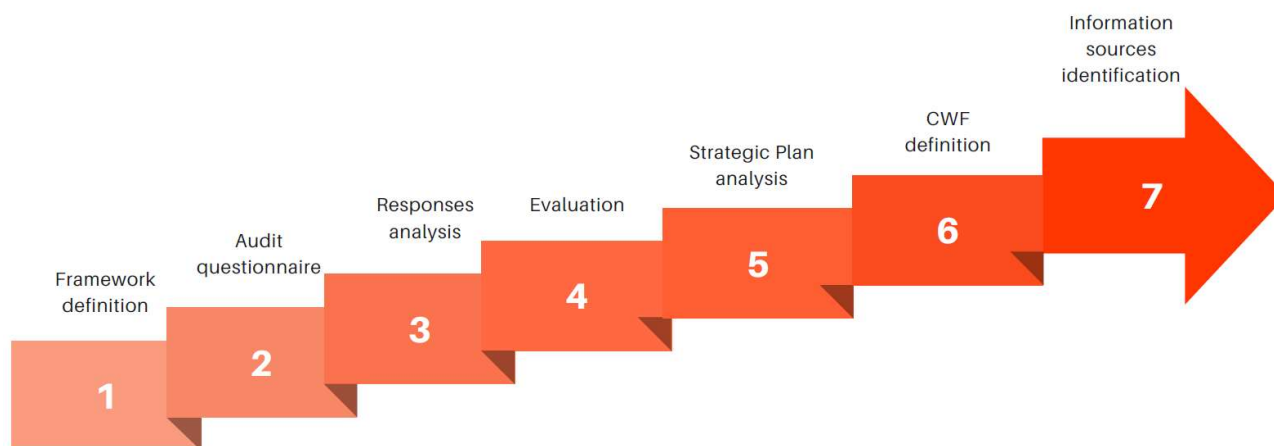 Framework
definition
1
Audit
questionnaire
2
Responses
analysis
3
Evaluation
4
Strategic Plan
analysis
5
CWF
definition
6
Information
sources
identification
7